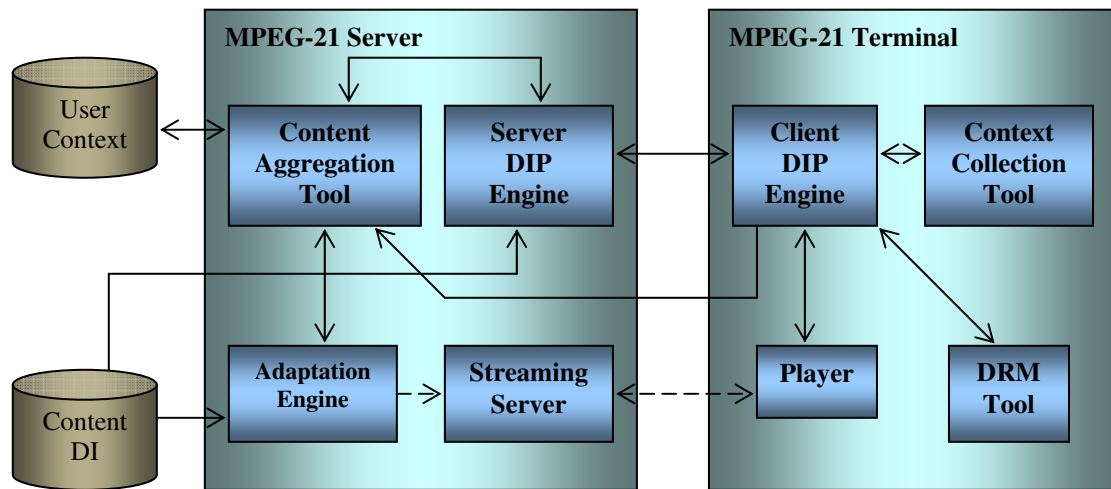 MPEG-21 Server
MPEG-21 Terminal
User
Context
Content
Aggregation
Tool
Server
DIP
Engine
Client
DIP
Engine
Context
Collection
Tool
Content
DI
Adaptation
Engine
Streaming
Server
Player
DRM
Tool